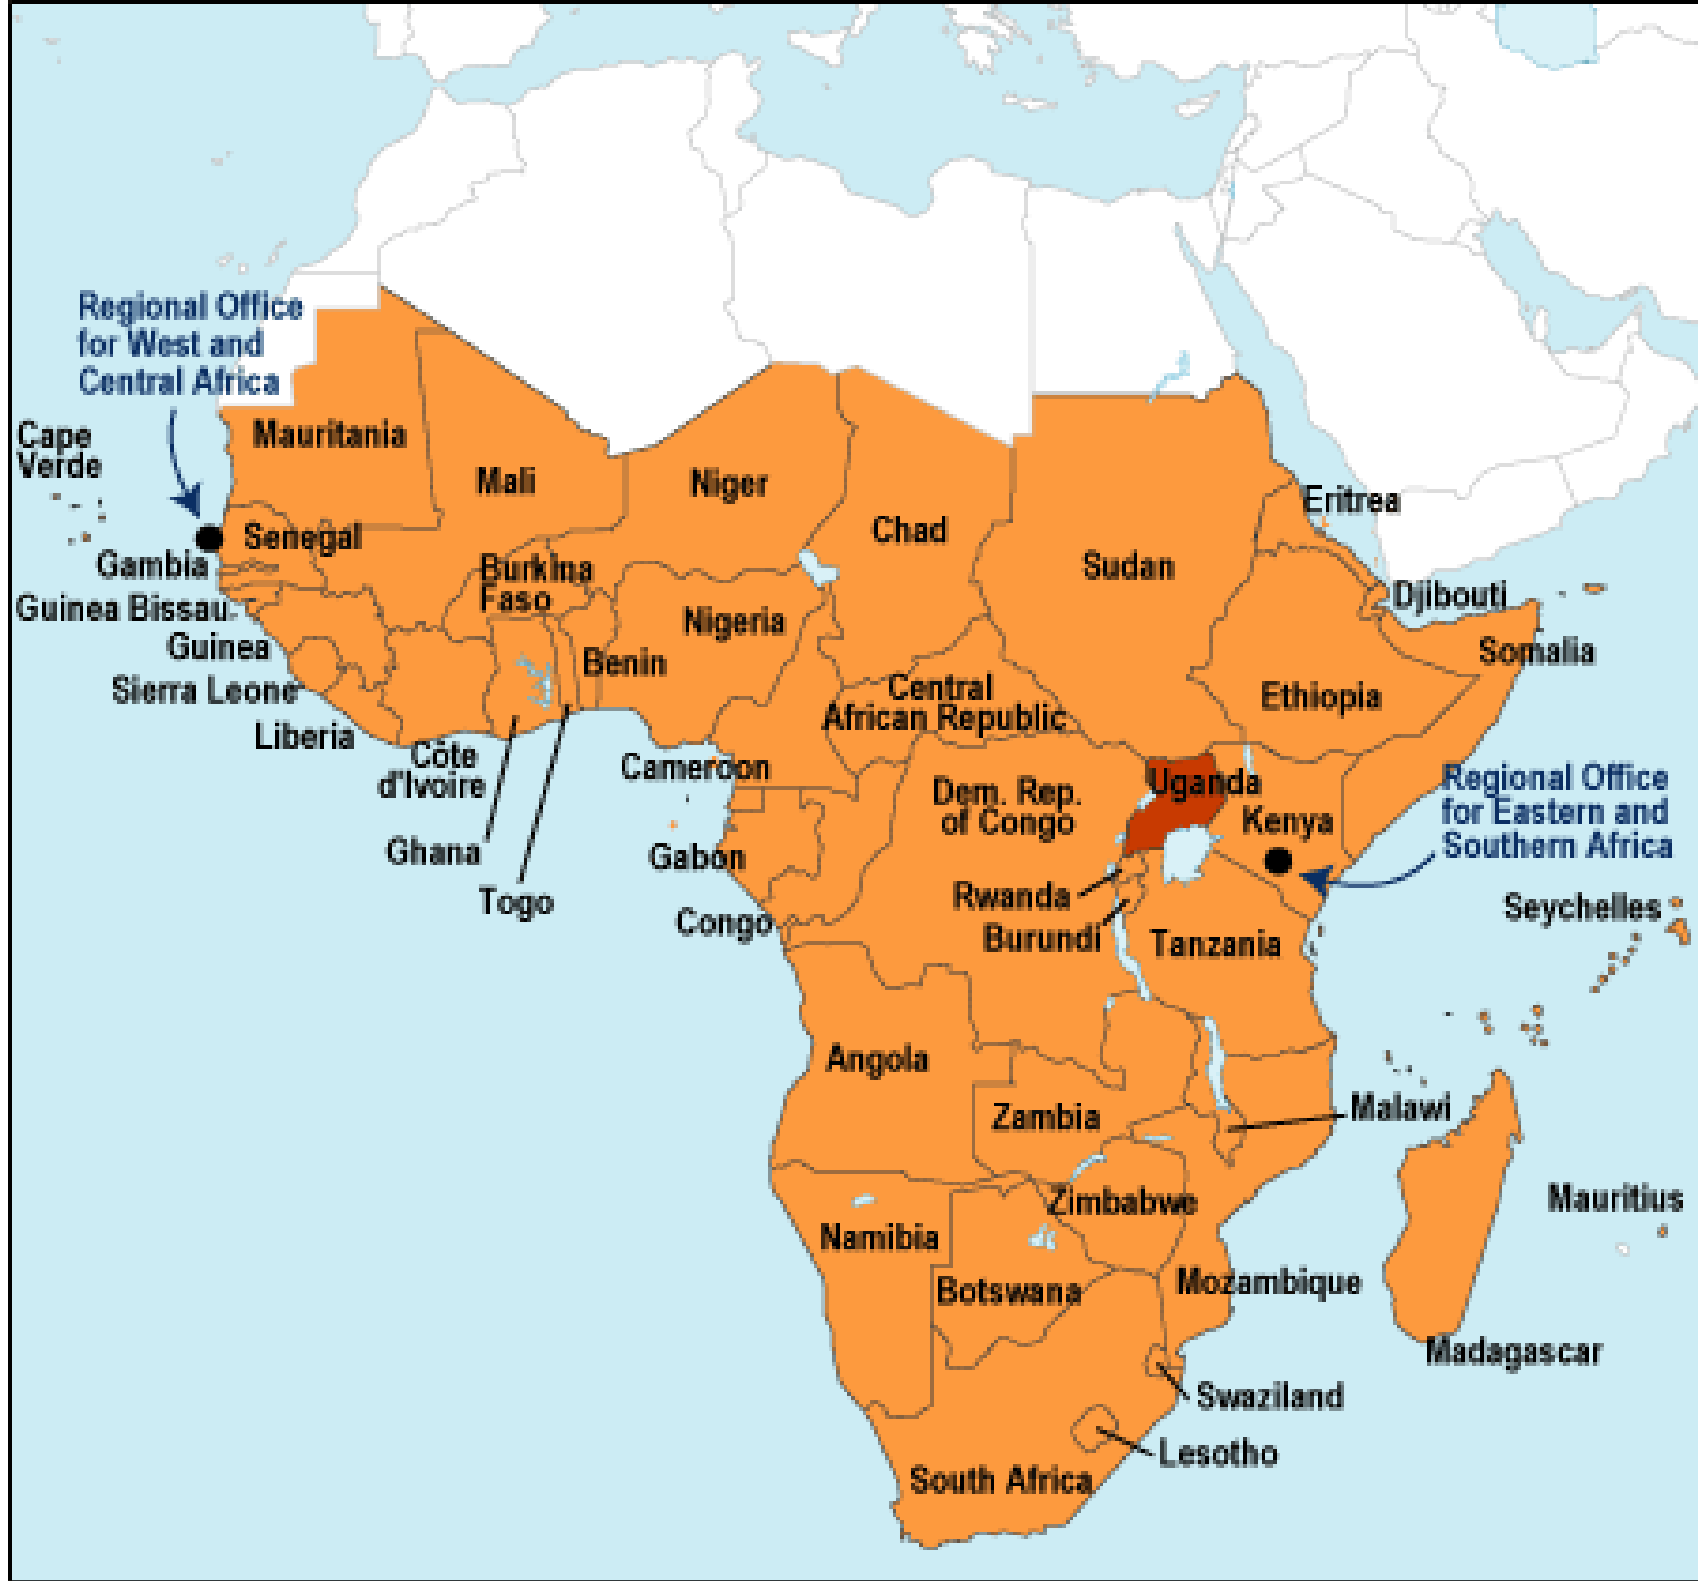 Regional Office
for West and
Central Africa
Cape
Verde
Mauritania
Mali
Niger
Chad
Sudan
Eritrea
Senegal
Gambia
Burkina
Faso
Djibouti
Guinea Bissau
Nigeria
Guinea
Benin
Somalia
Sierra Leone
Central
African Republic
Ethiopia
Liberia
Côte
d'Ivoire
Cameroon
Uganda
Regional Office
for Eastern and
Southern Africa
Dem. Rep.
of Congo
Kenya
Ghana
Gabon
Togo
Rwanda
Seychelles
Congo
Burundi
Tanzania
Angola
Zambia
Malawi
Zimbabwe
Mauritius
Namibia
Botswana
Mozambique
Madagascar
Swaziland
Lesotho
South Africa